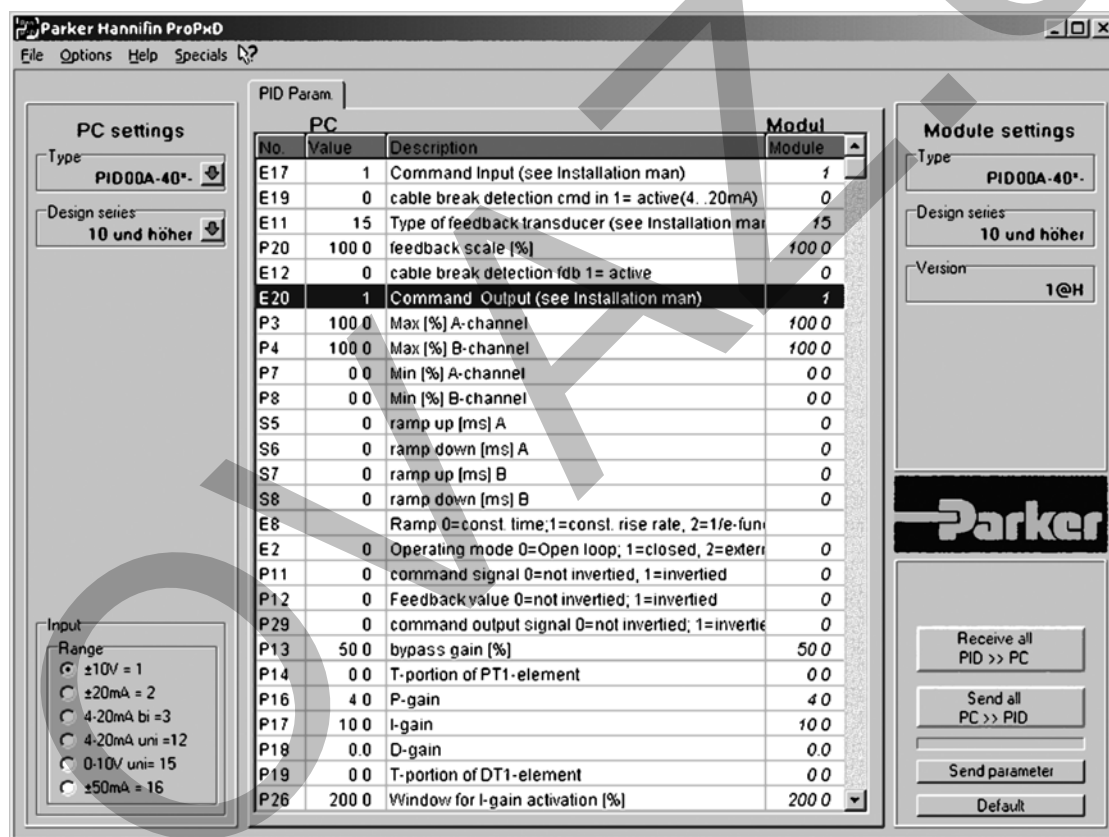 Parker Hannifin ProPxD
File Options Help Specials
PC settings
Type
PID00A-40*-
Design series
10 und höher
Input
Range
±10V = 1
±20mA = 2
4-20mA bi =3
4-20mA uni =12
0-10V uni= 15
±50mA = 16
PID Param.
PC Modul
No. Value Description Module
E17 1 Command Input (see Installation man) 1
E19 0 cable break detection cmd in 1= active(4. .20mA) 0
E11 15 Type of feedback transducer (see Installation man 15
P20 100 0 feedback scale [%] 100 0
E12 0 cable break detection fdb 1= active 0
E20 1 Command Output (see Installation man) 1
P3 100 0 Max [%] A-channel 100 0
P4 100 0 Max [%] B-channel 100 0
P7 0 0 Min [%] A-channel 0 0
P8 0 0 Min [%] B-channel 0 0
S5 0 ramp up [ms] A 0
S6 0 ramp down [ms] A 0
S7 0 ramp up [ms] B 0
S8 0 ramp down [ms] B 0
E8 Ramp 0=const. time;1=const. rise rate, 2=1/e-fun
E2 0 Operating mode 0=Open loop; 1=closed, 2=extern 0
P11 0 command signal 0=not invertied, 1=invertied 0
P12 0 Feedback value 0=not invertied; 1=invertied 0
P29 0 command output signal 0=not invertied; 1=invertie 0
P13 50 0 bypass gain [%] 50 0
P14 0 0 T-portion of PT1-element 0 0
P16 4 0 P-gain 4 0
P17 10 0 I-gain 10 0
P18 0.0 D-gain 0.0
P19 0 0 T-portion of DT1-element 0 0
P26 200 0 Window for I-gain activation [%] 200 0
Module settings
Type
PID00A-40*-
Design series
10 und höher
Version
1@H
Parker
Receive all
PID >> PC
Send all
PC >> PID
Send parameter
Default